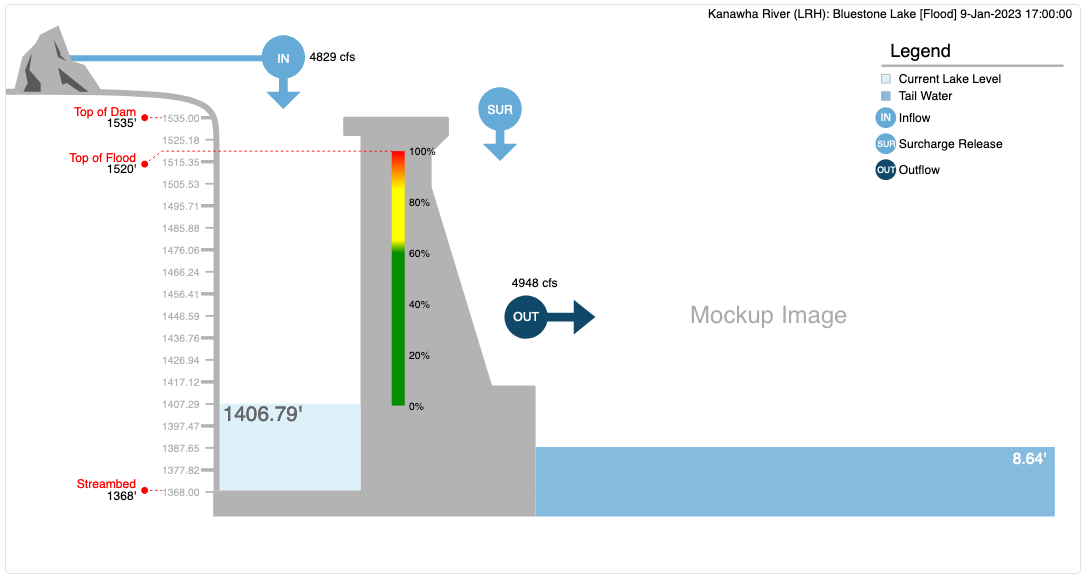 Kanawha River (LRH): Bluestone Lake [Flood] 9-Jan-2023 17:00:00
IN
4829 cfs
Legend
Current Lake Level
Tail Water
IN Inflow
SUR Surcharge Release
OUT Outflow
SUR
Top of Dam
1535'
Top of Flood
1520'
Streambed
1368'
1535.00
1525.18
1515.35
1505.53
1495.71
1485.88
1476.06
1466.24
1456.41
1446.59
1436.76
1426.94
1417.12
1407.29
1397.47
1387.65
1377.82
1368.00
100%
80%
60%
40%
20%
0%
4948 cfs
OUT
Mockup Image
1406.79'
8.64'